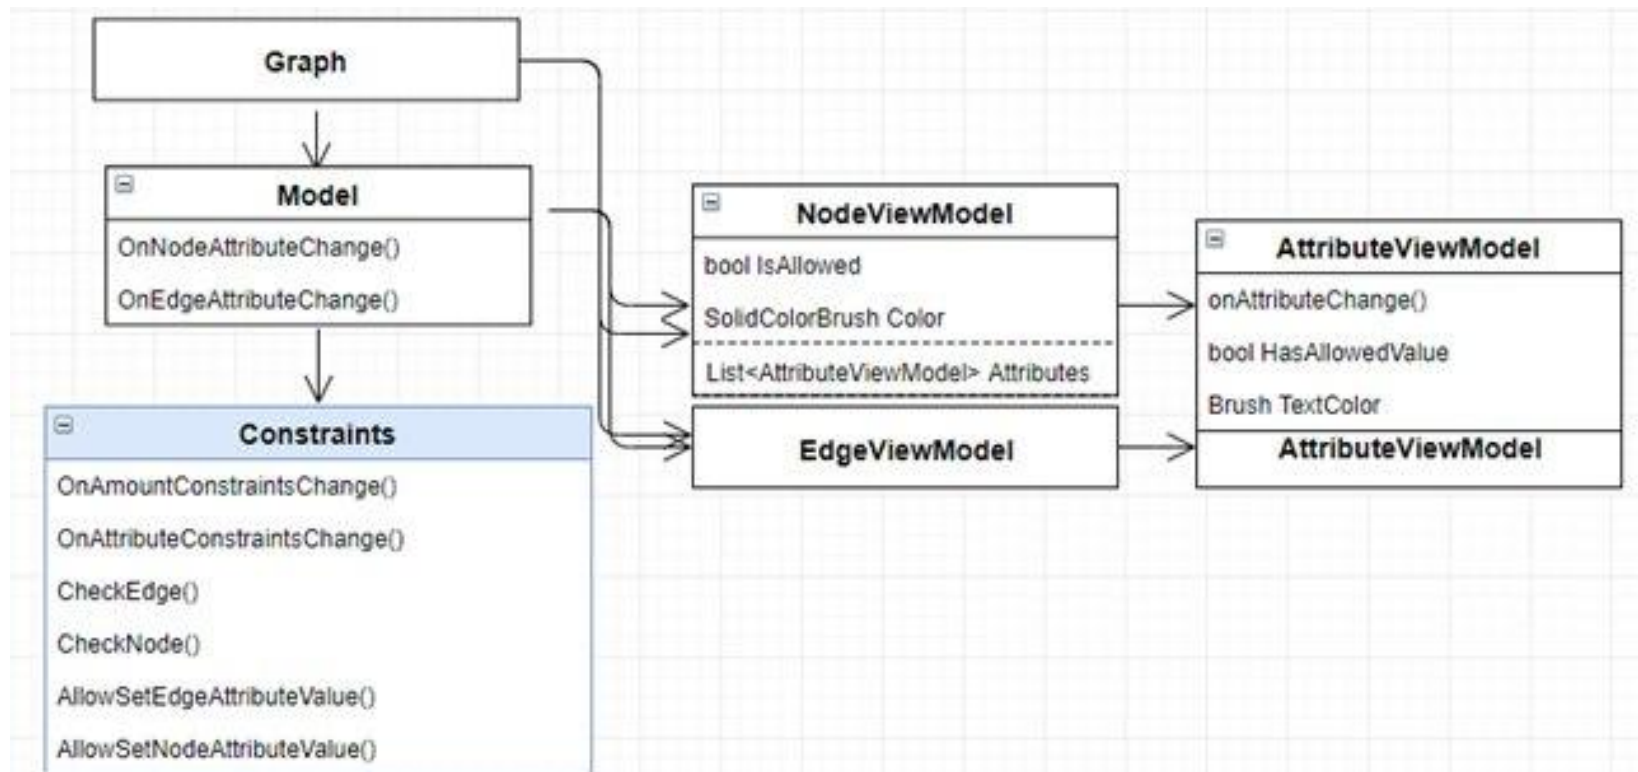 Graph
Model
OnNodeAttributeChange()
OnEdgeAttributeChange()
Constraints
OnAmountConstraintsChange()
OnAttributeConstraintsChange()
CheckEdge()
CheckNode()
AllowSetEdgeAttributeValue()
AllowSetNodeAttributeValue()
NodeViewModel
bool IsAllowed
SolidColorBrush Color
List<AttributeViewModel> Attributes
EdgeViewModel
AttributeViewModel
onAttributeChange()
bool HasAllowedValue
Brush TextColor
AttributeViewModel